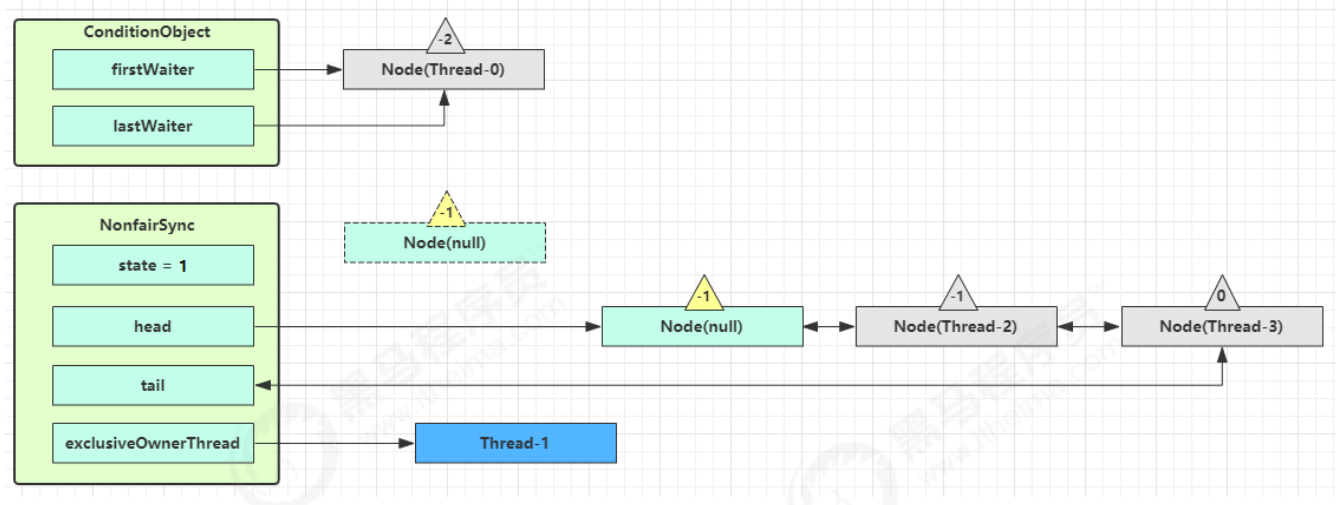 ConditionObject
-2
firstWaiter
Node(Thread-0)
lastWaiter
-1
NonfairSync
Node(null)
state = 1
-1
-1
0
head
Node(null)
Node(Thread-2)
Node(Thread-3)
tail
exclusiveOwnerThread
Thread-1
黑马程序员
www.itheima.com
黑马程序员
www.itheima.com